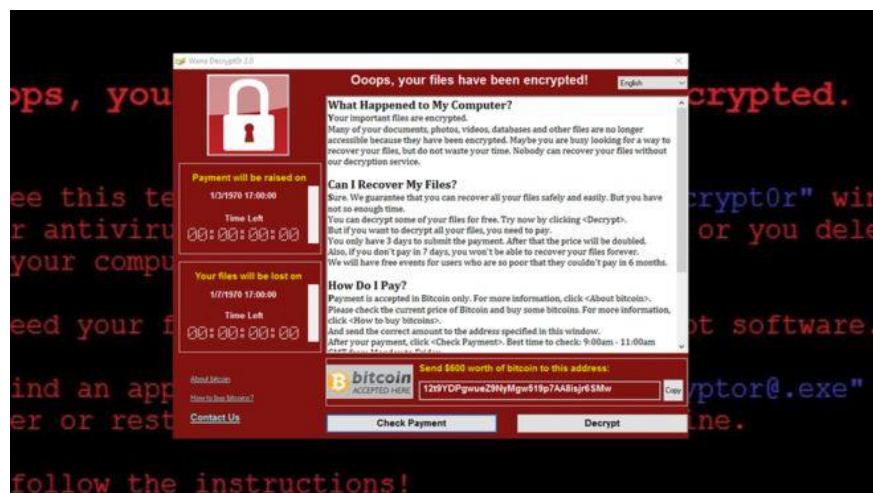 Wana Decrypt0r 2.0
Ooops, your files have been encrypted!
English
What Happened to My Computer?
Your important files are encrypted.
Many of your documents, photos, videos, databases and other files are no longer
accessible because they have been encrypted. Maybe you are busy looking for a way to
recover your files, but do not waste your time. Nobody can recover your files without
our decryption service.
Can I Recover My Files?
Sure. We guarantee that you can recover all your files safely and easily. But you have
not so enough time.
You can decrypt some of your files for free. Try now by clicking <Decrypt>.
But if you want to decrypt all your files, you need to pay.
You only have 3 days to submit the payment. After that the price will be doubled.
Also, if you don't pay in 7 days, you won't be able to recover your files forever.
We will have free events for users who are so poor that they couldn't pay in 6 months.
How Do I Pay?
Payment is accepted in Bitcoin only. For more information, click <About bitcoin>.
Please check the current price of Bitcoin and buy some bitcoins. For more information,
click <How to buy bitcoins>.
And send the correct amount to the address specified in this window.
After your payment, click <Check Payment>. Best time to check: 9:00am - 11:00am
GMT from Monday to Friday.
Payment will be raised on
1/3/1970 17:00:00
Time Left
00:00:00:00
Your files will be lost on
1/7/1970 17:00:00
Time Left
00:00:00:00
About bitcoin
How to buy bitcoins?
Contact Us
bitcoin
ACCEPTED HERE
Send $600 worth of bitcoin to this address:
12t9YDPgwueZ9NyMgw519p7AA8isjr6SMw
Copy
Check Payment
Decrypt
ops, you
crypted.
ee this te
crypt0r" win
r antiviru
or you dele
your compu
eed your f
pt software.
ind an app
yptor@.exe"
er or rest
ine.
follow the instructions!